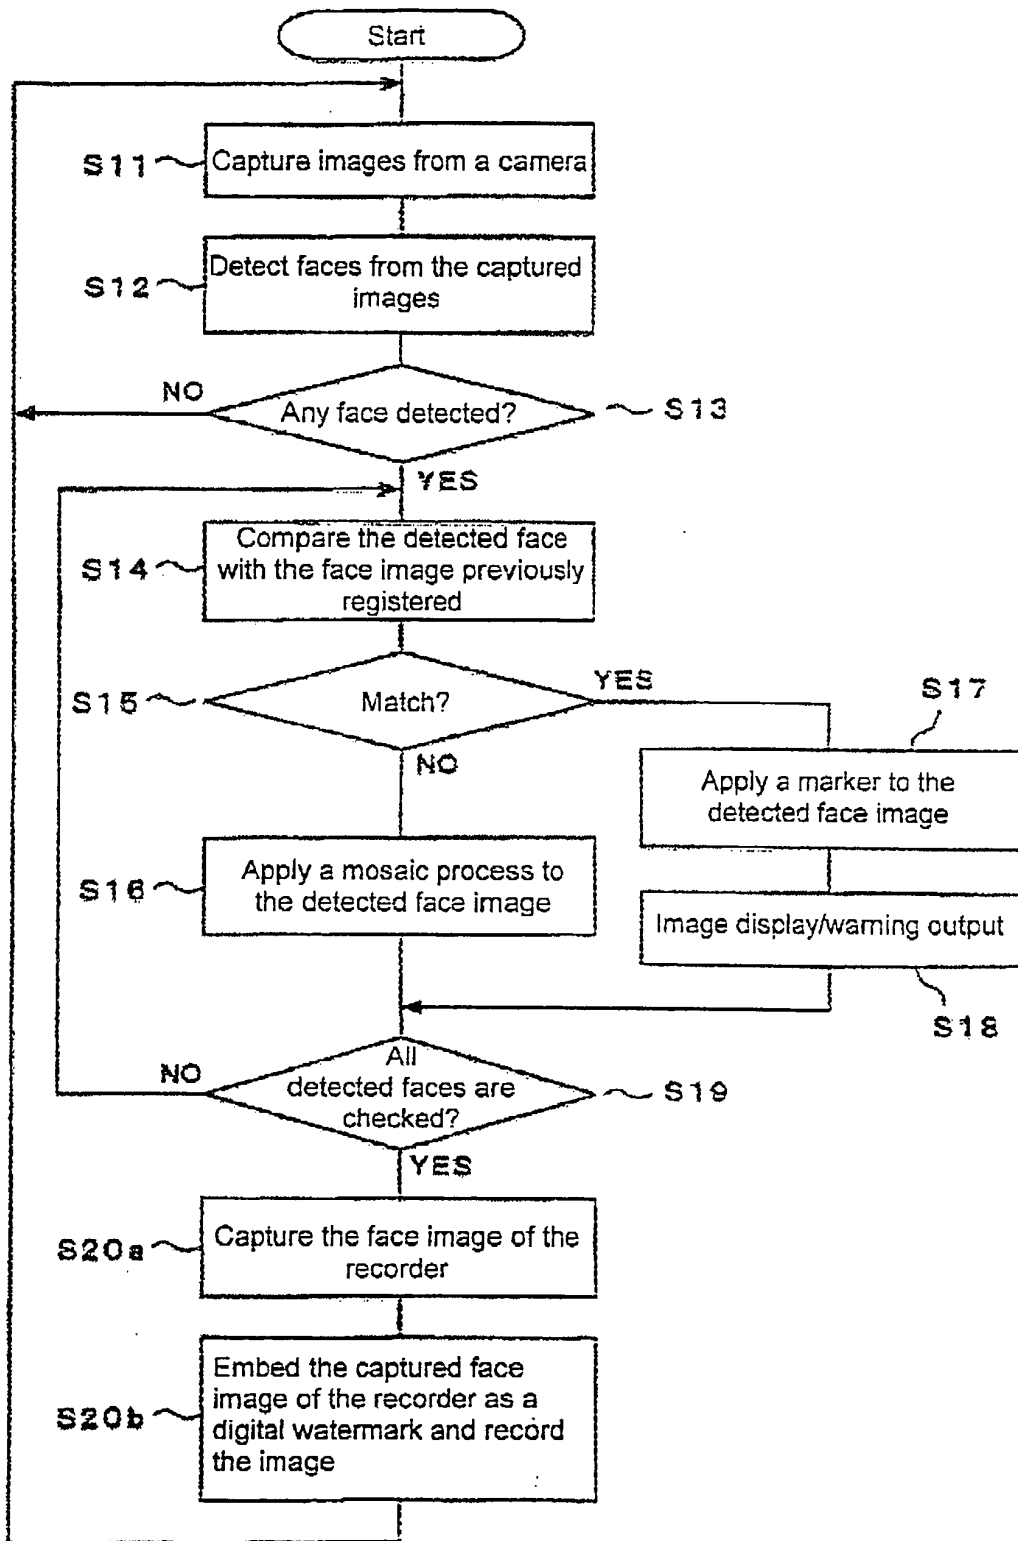 Start
S11
Capture images from a camera
S12
Detect faces from the captured
images
NO
Any face detected?
S13
YES
S14
Compare the detected face
with the face image previously
registered
S15
Match?
YES
NO
S17
Apply a marker to the
detected face image
S16
Apply a mosaic process to
the detected face image
Image display/warning output
S18
NO
All
detected faces are
checked?
S19
YES
S20a
Capture the face image of the
recorder
S20b
Embed the captured face
image of the recorder as a
digital watermark and record
the image